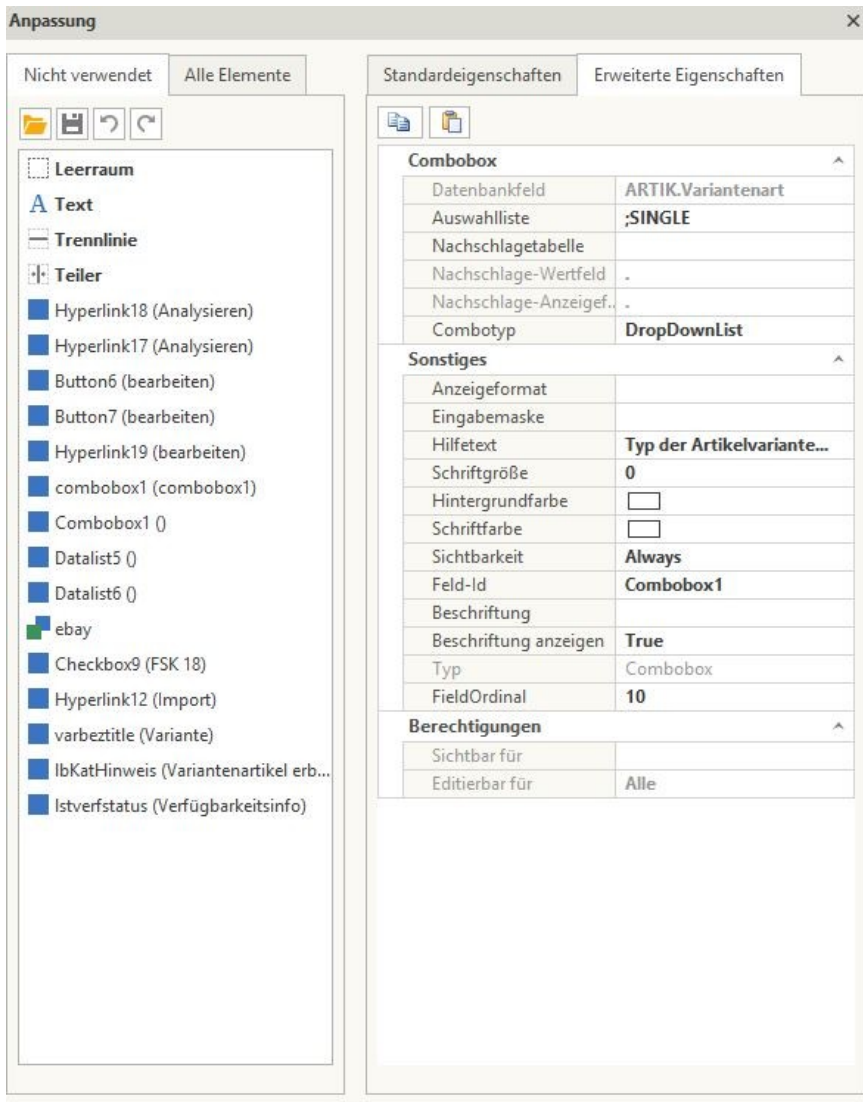 Anpassung
Nicht verwendet
Alle Elemente
Leerraum
A Text
Trennlinie
Teiler
Hyperlink18 (Analysieren)
Hyperlink17 (Analysieren)
Button6 (bearbeiten)
Button7 (bearbeiten)
Hyperlink19 (bearbeiten)
combobox1 (combobox1)
Combobox1 ()
Datalist5 ()
Datalist6 ()
ebay
Checkbox9 (FSK 18)
Hyperlink12 (Import)
varbeztitle (Variante)
lbKatHinweis (Variantenartikel erb...
lstverfstatus (Verfügbarkeitsinfo)
Standardeigenschaften
Erweiterte Eigenschaften
Combobox
Datenbankfeld ARTIK.Variantenart
Auswahlliste ;SINGLE
Nachschlagetabelle
Nachschlage-Wertfeld .
Nachschlage-Anzeigef.. .
Combotyp DropDownList
Sonstiges
Anzeigeformat
Eingabemaske
Hilfetext Typ der Artikelvariante...
Schriftgröße 0
Hintergrundfarbe
Schriftfarbe
Sichtbarkeit Always
Feld-Id Combobox1
Beschriftung
Beschriftung anzeigen True
Typ Combobox
FieldOrdinal 10
Berechtigungen
Sichtbar für
Editierbar für Alle